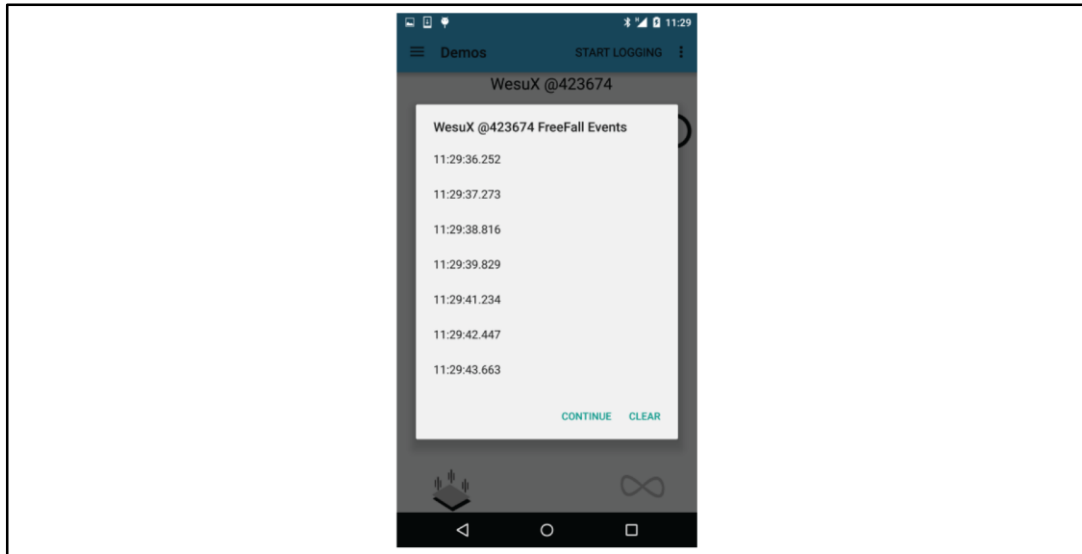 11:29
Demos START LOGGING
WesuX @423674
WesuX @423674 FreeFall Events
11:29:36.252
11:29:37.273
11:29:38.816
11:29:39.829
11:29:41.234
11:29:42.447
11:29:43.663
CONTINUE CLEAR